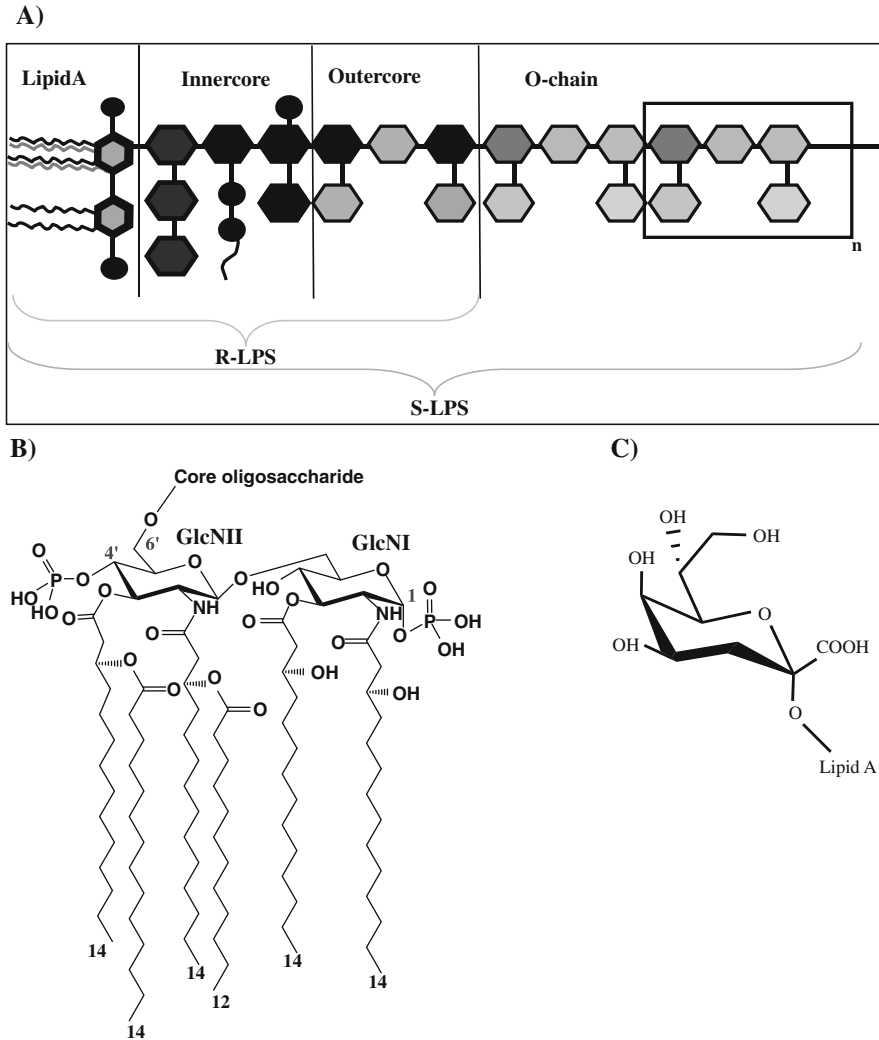 A)
LipidA Innercore Outercore O-chain
n
R-LPS
S-LPS
B)
Core oligosaccharide
O
6'
GlcNII
4'
GlcNI
O
P
O
O
O
O
HO
HO
O
O
NH
HO
O
1
O
O
NH
O
P
OH
OH
O
O
O
O
O
O
OH
OH
O
O
14
14
14
12
14
14
C)
OH
OH
OH
O
HO
COOH
O
Lipid A